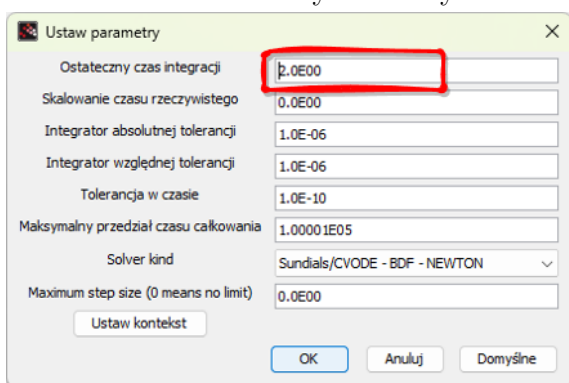 Ustaw parametry
Ostateczny czas integracji 2.0E00
Skalowanie czasu rzeczywistego 0.0E00
Integrator absolutnej tolerancji 1.0E-06
Integrator względnej tolerancji 1.0E-06
Tolerancja w czasie 1.0E-10
Maksymalny przedział czasu całkowania 1.00001E05
Solver kind Sundials/CVODE - BDF - NEWTON
Maximum step size (0 means no limit) 0.0E00
Ustaw kontekst
OK Anuluj Domyślne